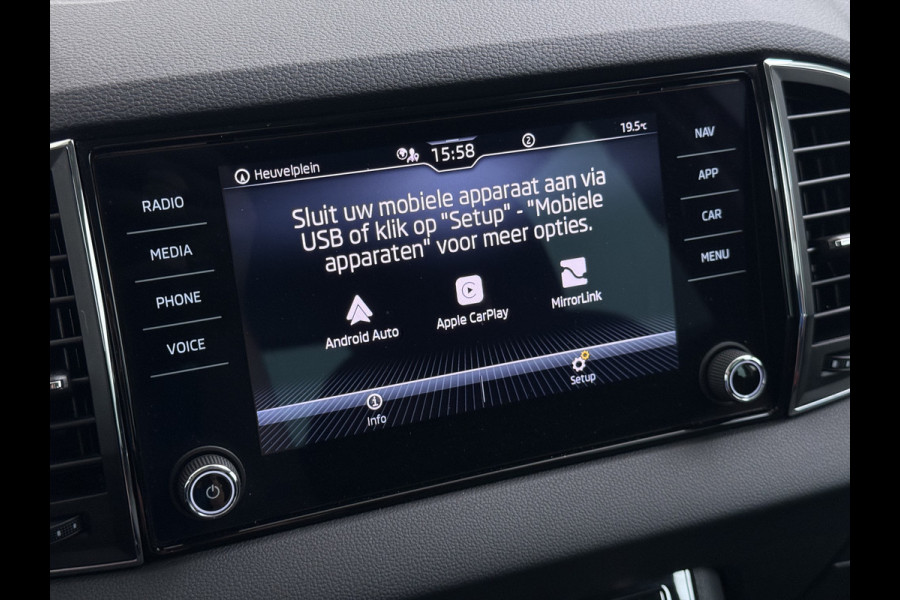 Heuvelplein
15:58
2
19.5°C
Sluit uw mobiele apparaat aan via
USB of klik op "Setup" - "Mobiele
apparaten" voor meer opties.
Android Auto
Apple CarPlay
MirrorLink
Info
Setup
RADIO
MEDIA
PHONE
VOICE
NAV
APP
CAR
MENU